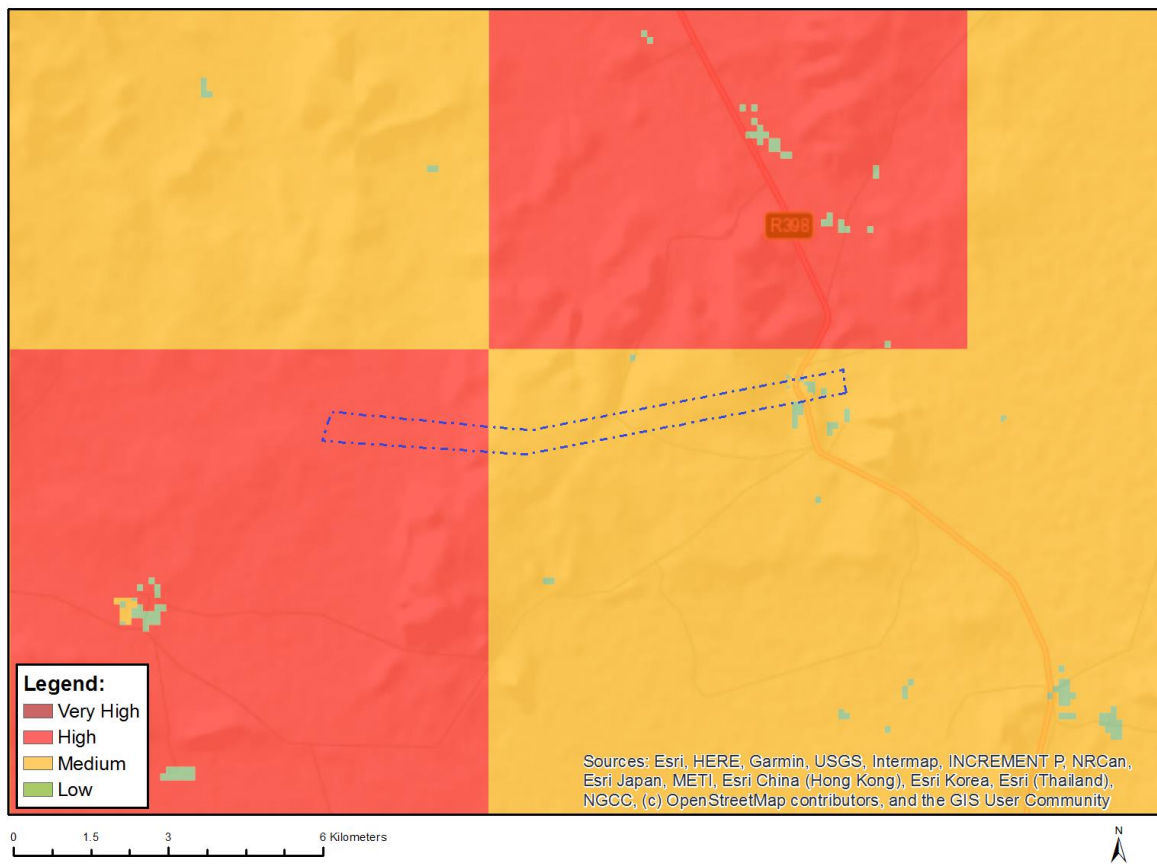 R398
Legend:
Very High
High
Medium
Low
Sources: Esri, HERE, Garmin, USGS, Intermap, INCREMENT P, NRCan,
Esri Japan, METI, Esri China (Hong Kong), Esri Korea, Esri (Thailand),
NGCC, (c) OpenStreetMap contributors, and the GIS User Community
0 1.5 3 6 Kilometers
N